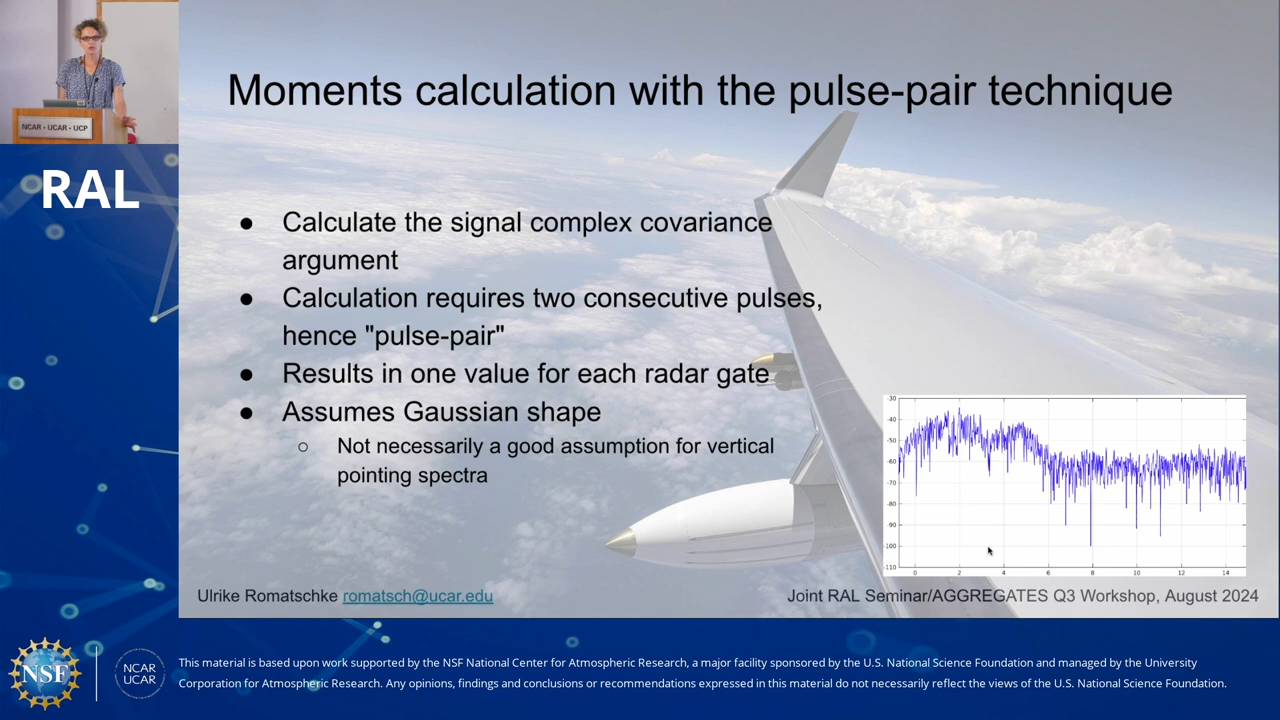 NCAR • UCAR • UCP
RAL
Moments calculation with the pulse-pair technique
● Calculate the signal complex covariance
argument
● Calculation requires two consecutive pulses,
hence "pulse-pair"
● Results in one value for each radar gate
● Assumes Gaussian shape
○ Not necessarily a good assumption for vertical
pointing spectra
-30
-40
-50
-60
-70
-80
-90
-100
-110
0 2 4 6 8 10 12 14
Ulrike Romatschke romatsch@ucar.edu
Joint RAL Seminar/AGGREGATES Q3 Workshop, August 2024
NSF
NCAR
UCAR
This material is based upon work supported by the NSF National Center for Atmospheric Research, a major facility sponsored by the U.S. National Science Foundation and managed by the University
Corporation for Atmospheric Research. Any opinions, findings and conclusions or recommendations expressed in this material do not necessarily reflect the views of the U.S. National Science Foundation.